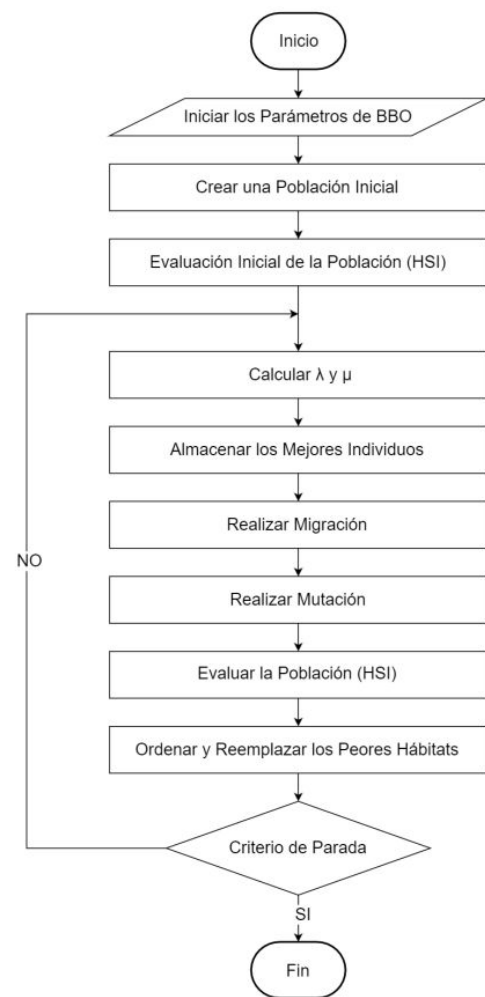 Inicio
Iniciar los Parámetros de BBO
Crear una Población Inicial
Evaluación Inicial de la Población (HSI)
Calcular λ y μ
Almacenar los Mejores Individuos
Realizar Migración
NO
Realizar Mutación
Evaluar la Población (HSI)
Ordenar y Reemplazar los Peores Hábitats
Criterio de Parada
SI
Fin